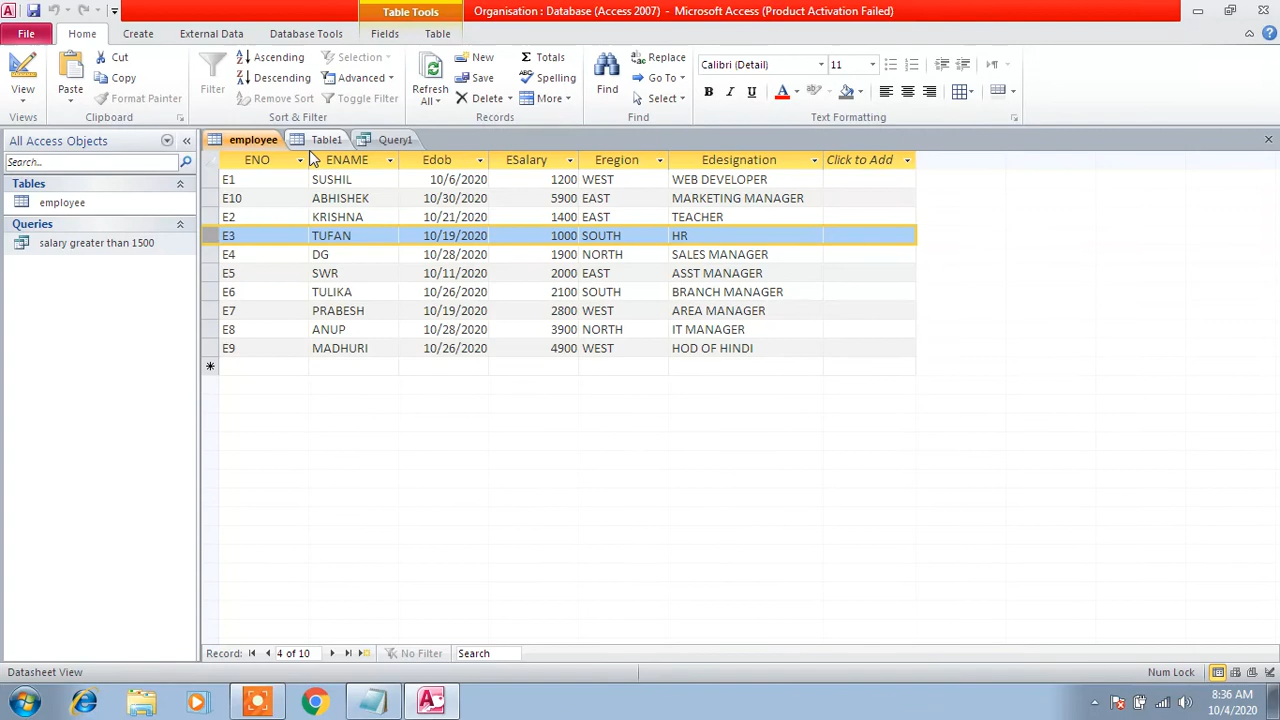 Table Tools
Organisation : Database (Access 2007) - Microsoft Access (Product Activation Failed)
File Home Create External Data Database Tools Fields Table
View
Views
Paste
Cut
Copy
Format Painter
Clipboard
Filter
Ascending
Descending
Remove Sort
Selection
Advanced
Toggle Filter
Sort & Filter
Refresh All
New
Save
Delete
Totals
Spelling
More
Records
Find
Replace
Go To
Select
Find
Calibri (Detail) 11
B I U A
Text Formatting
All Access Objects
Search...
Tables
employee
Queries
salary greater than 1500
employee Table1 Query1
ENO ENAME Edob ESalary Eregion Edesignation Click to Add
E1 SUSHIL 10/6/2020 1200 WEST WEB DEVELOPER
E10 ABHISHEK 10/30/2020 5900 EAST MARKETING MANAGER
E2 KRISHNA 10/21/2020 1400 EAST TEACHER
E3 TUFAN 10/19/2020 1000 SOUTH HR
E4 DG 10/28/2020 1900 NORTH SALES MANAGER
E5 SWR 10/11/2020 2000 EAST ASST MANAGER
E6 TULIKA 10/26/2020 2100 SOUTH BRANCH MANAGER
E7 PRABESH 10/19/2020 2800 WEST AREA MANAGER
E8 ANUP 10/28/2020 3900 NORTH IT MANAGER
E9 MADHURI 10/26/2020 4900 WEST HOD OF HINDI
Record: 4 of 10 No Filter Search
Datasheet View Num Lock
8:36 AM
10/4/2020